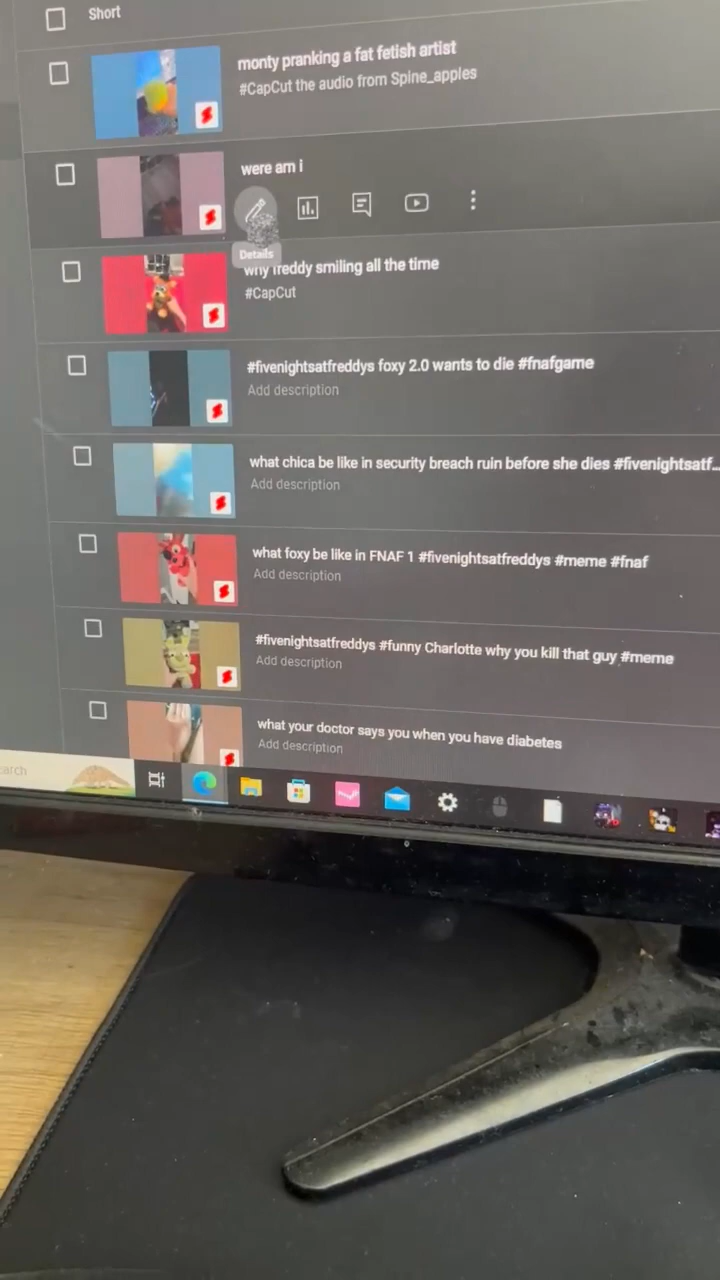 Short
monty pranking a fat fetish artist
#CapCut the audio from Spine_apples
were am i
Details
why freddy smiling all the time
#CapCut
#fivenightsatfreddys foxy 2.0 wants to die #fnafgame
Add description
what chica be like in security breach ruin before she dies #fivenightsatf...
Add description
what foxy be like in FNAF 1 #fivenightsatfreddys #meme #fnaf
Add description
#fivenightsatfreddys #funny Charlotte why you kill that guy #meme
Add description
what your doctor says you when you have diabetes
Add description
earch